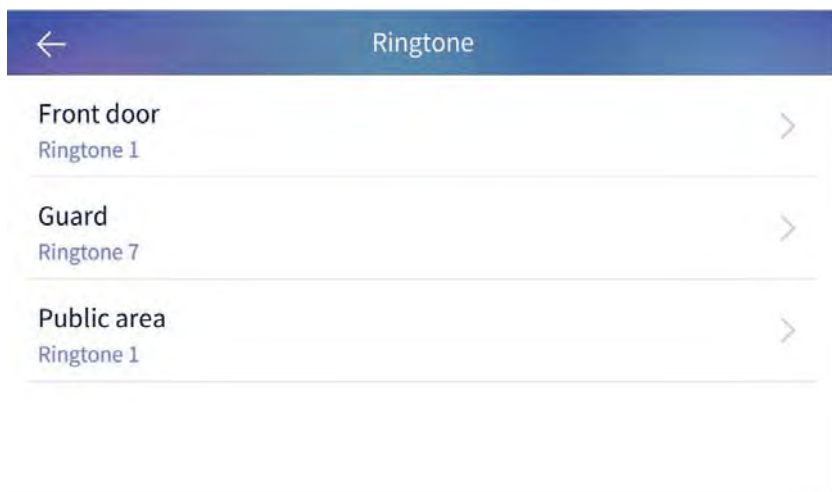 Ringtone
Front door
Ringtone 1
Guard
Ringtone 7
Public area
Ringtone 1